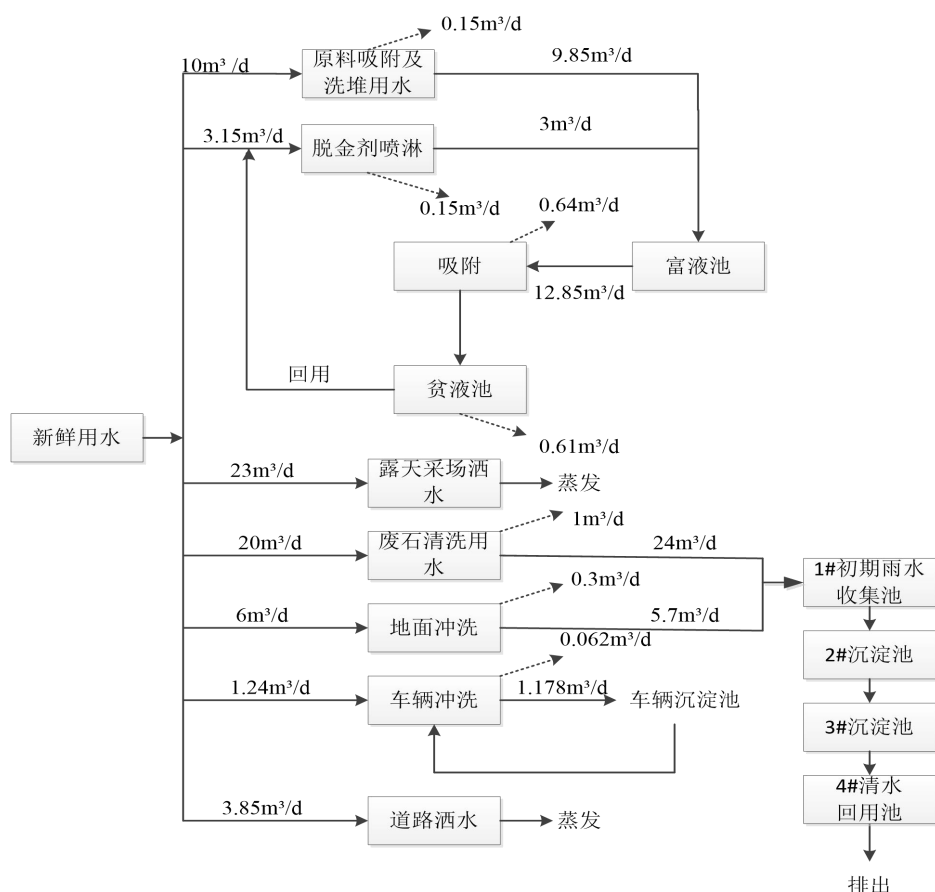 0.15m³/d
10m³ /d
原料吸附及
洗堆用水
9.85m³/d
3.15m³/d
脱金剂喷淋
3m³/d
0.15m³/d
0.64m³/d
吸附
富液池
12.85m³/d
回用
贫液池
新鲜用水
0.61m³/d
23m³/d
露天采场洒
水
蒸发
1m³/d
20m³/d
废石清洗用
水
24m³/d
1#初期雨水
收集池
0.3m³/d
6m³/d
地面冲洗
5.7m³/d
0.062m³/d
2#沉淀池
1.24m³/d
车辆冲洗
1.178m³/d
车辆沉淀池
3#沉淀池
4#清水
回用池
3.85m³/d
道路洒水
蒸发
排出